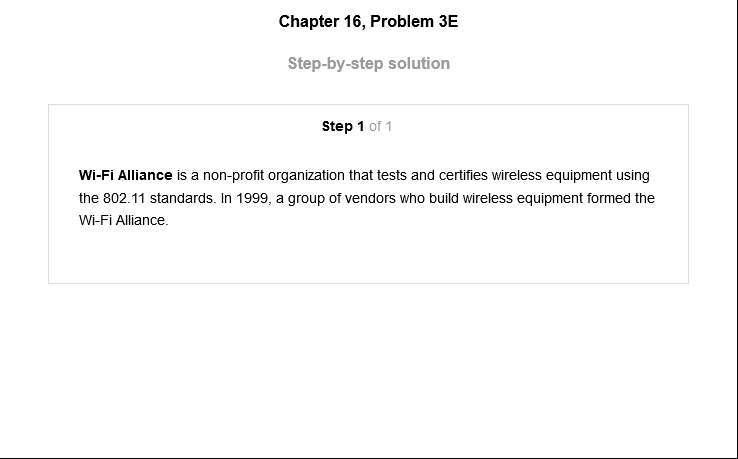 Chapter 16, Problem 3E
Step-by-step solution
Step 1 of 1
Wi-Fi Alliance is a non-profit organization that tests and certifies wireless equipment using
the 802.11 standards. In 1999, a group of vendors who build wireless equipment formed the
Wi-Fi Alliance.